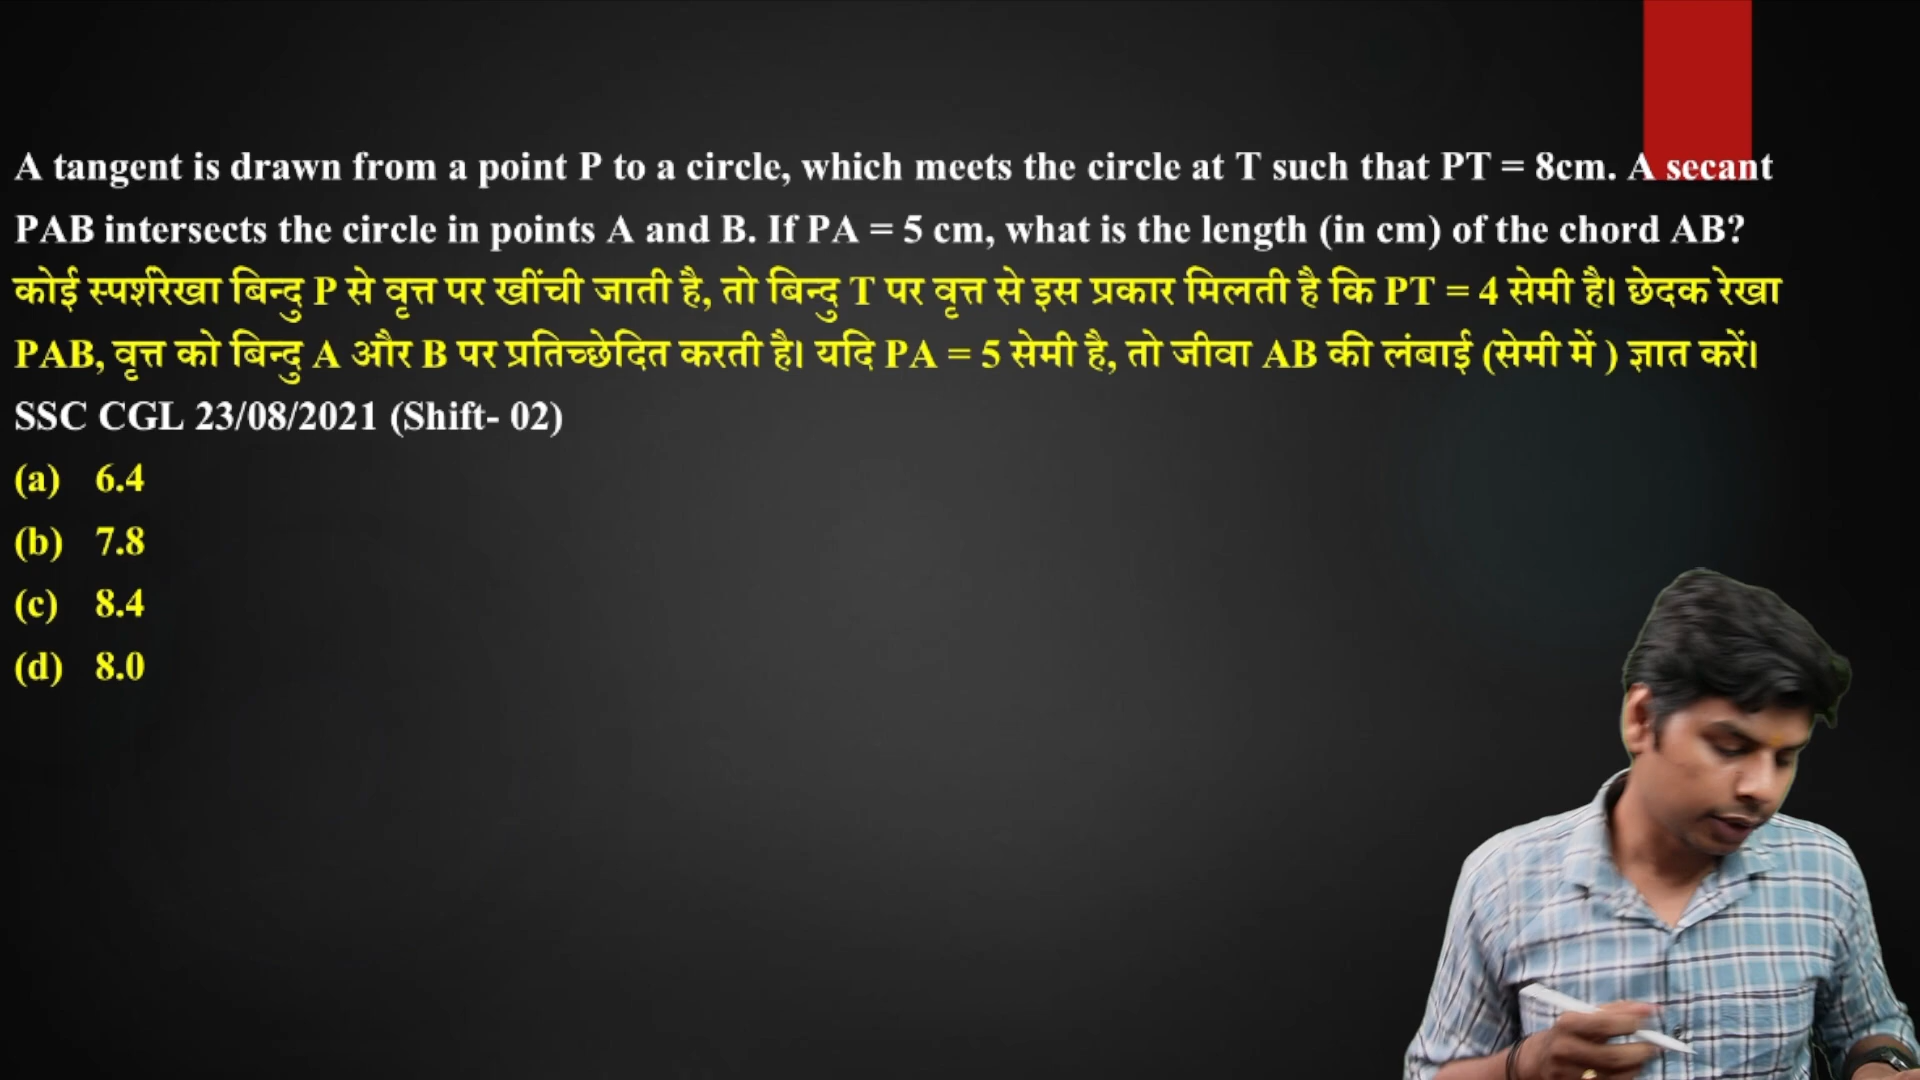 A tangent is drawn from a point P to a circle, which meets the circle at T such that PT = 8cm. A secant
PAB intersects the circle in points A and B. If PA = 5 cm, what is the length (in cm) of the chord AB?
कोई स्पर्शरेखा बिन्दु P से वृत्त पर खींची जाती है, तो बिन्दु T पर वृत्त से इस प्रकार मिलती है कि PT = 4 सेमी है। छेदक रेखा
PAB, वृत्त को बिन्दु A और B पर प्रतिच्छेदित करती है। यदि PA = 5 सेमी है, तो जीवा AB की लंबाई (सेमी में ) ज्ञात करें।
SSC CGL 23/08/2021 (Shift- 02)
(a) 6.4
(b) 7.8
(c) 8.4
(d) 8.0